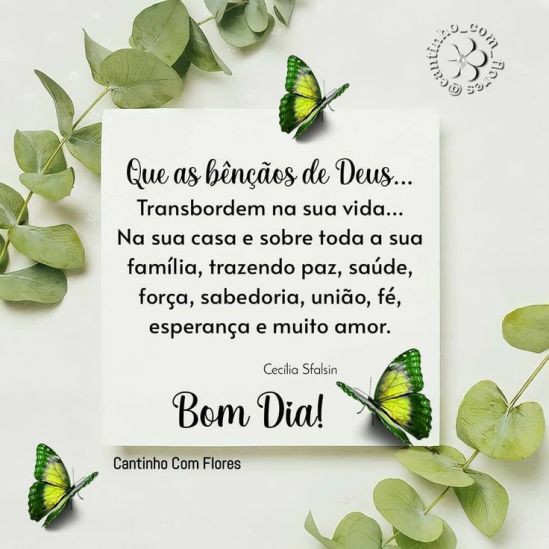 @cantinho_com_flores
Que as bênçãos de Deus...
Transbordem na sua vida...
Na sua casa e sobre toda a sua
família, trazendo paz, saúde,
força, sabedoria, união, fé,
esperança e muito amor.
Cecília Sfalsin
Bom Dia!
Cantinho Com Flores